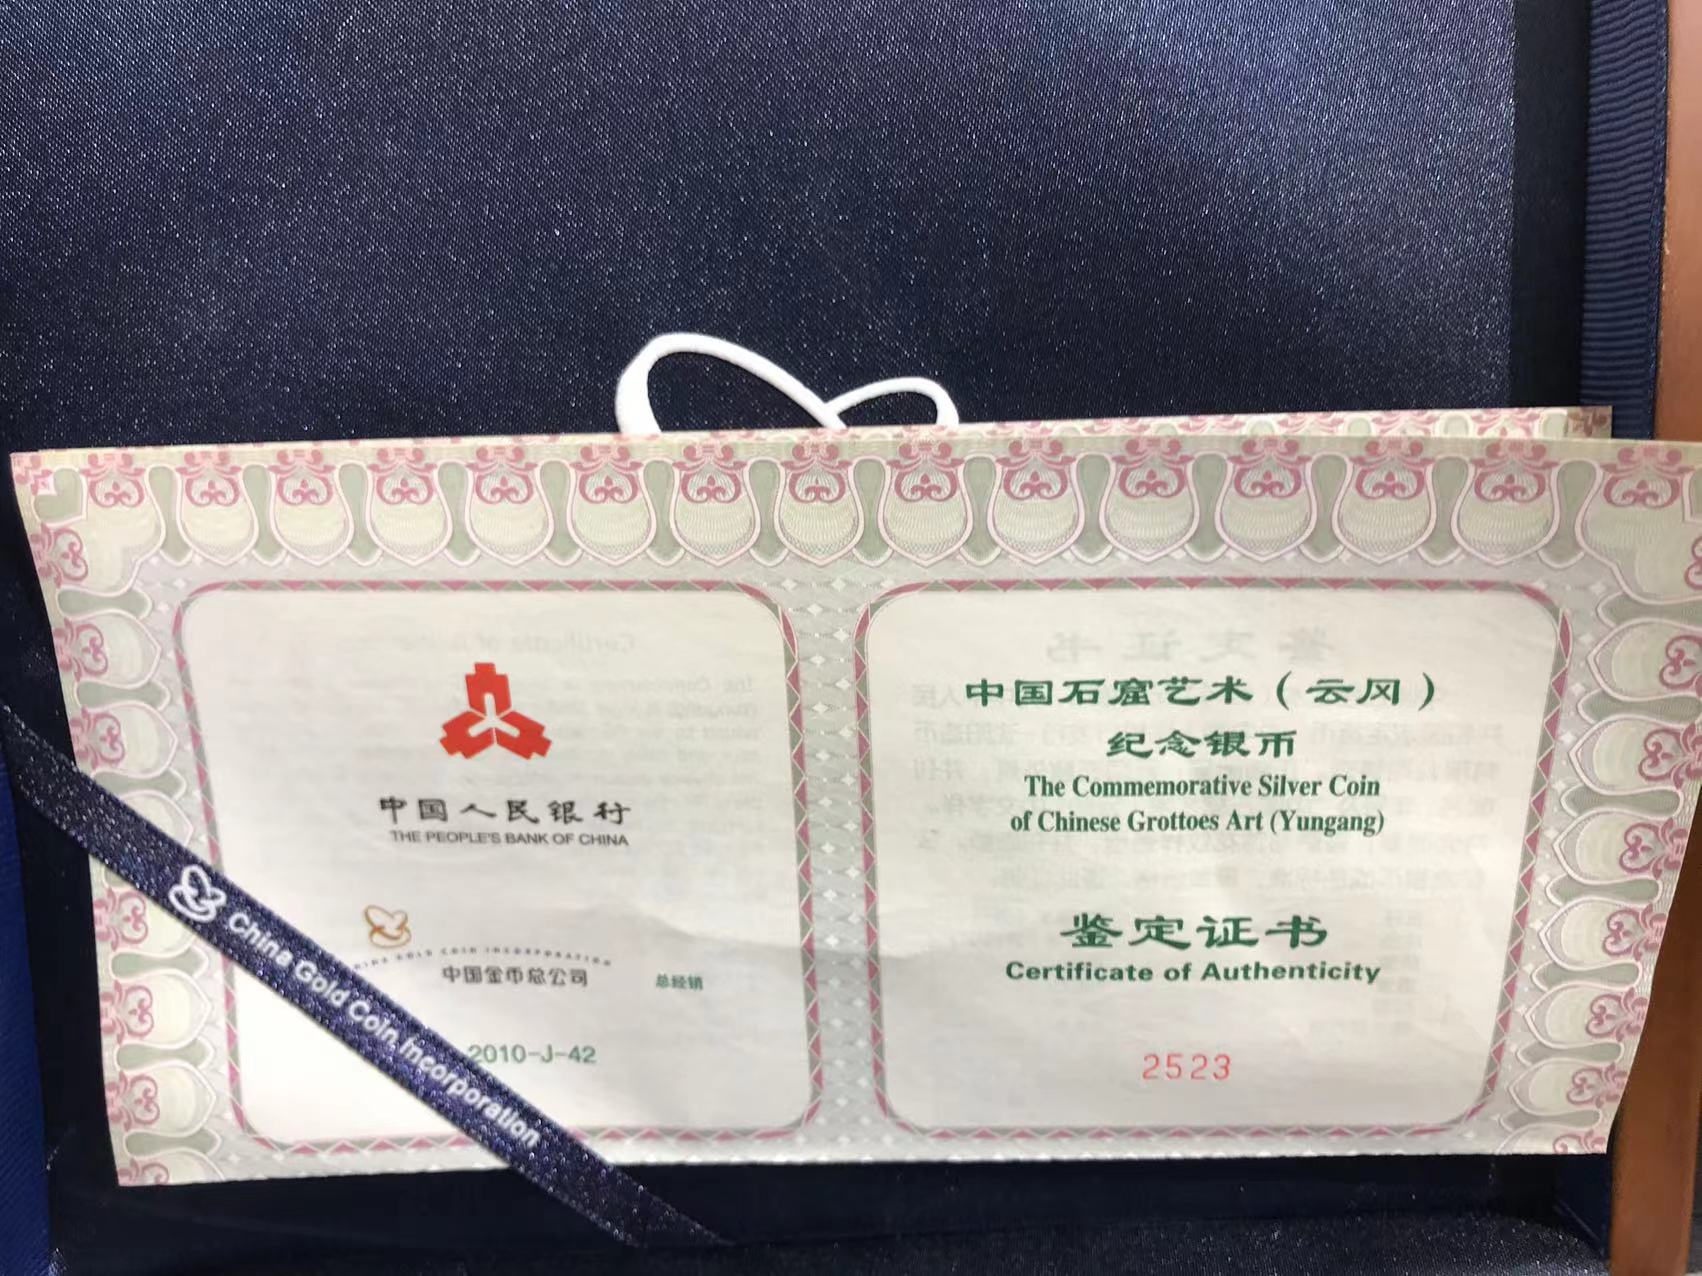 中国人民银行
THE PEOPLE'S BANK OF CHINA
中国金币总公司
总经销
2010-J-42
China Gold Coin Incorporation
中国石窟艺术（云冈）
纪念银币
The Commemorative Silver Coin
of Chinese Grottoes Art (Yungang)
鉴定证书
Certificate of Authenticity
2523